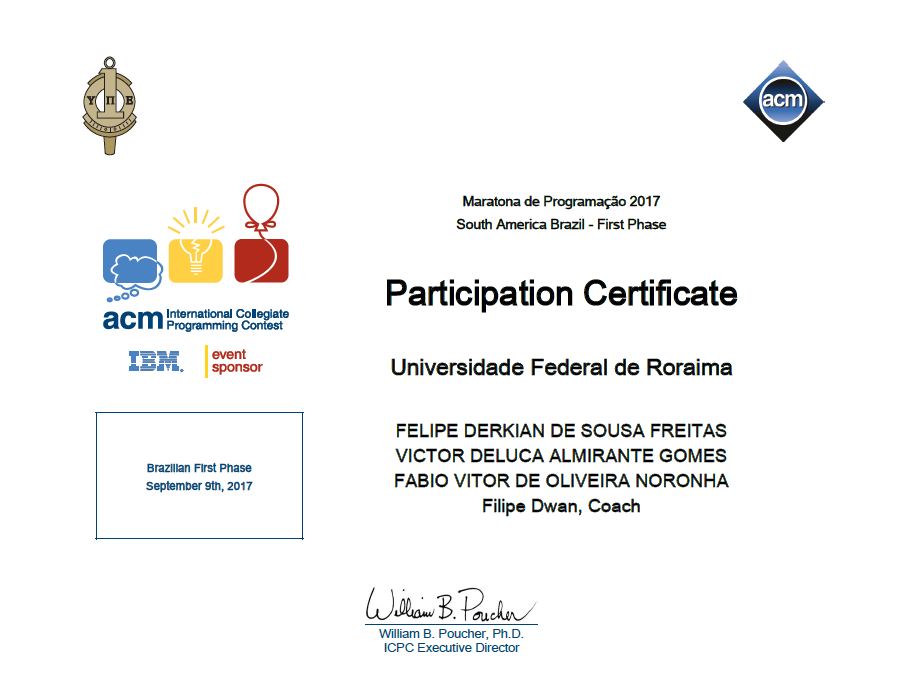 Υ Π Ε
acm
Maratona de Programação 2017
South America Brazil - First Phase
Participation Certificate
acm International Collegiate
Programming Contest
IBM. event
sponsor
Universidade Federal de Roraima
Brazilian First Phase
September 9th, 2017
FELIPE DERKIAN DE SOUSA FREITAS
VICTOR DELUCA ALMIRANTE GOMES
FABIO VITOR DE OLIVEIRA NORONHA
Filipe Dwan, Coach
William B. Poucher
William B. Poucher, Ph.D.
ICPC Executive Director